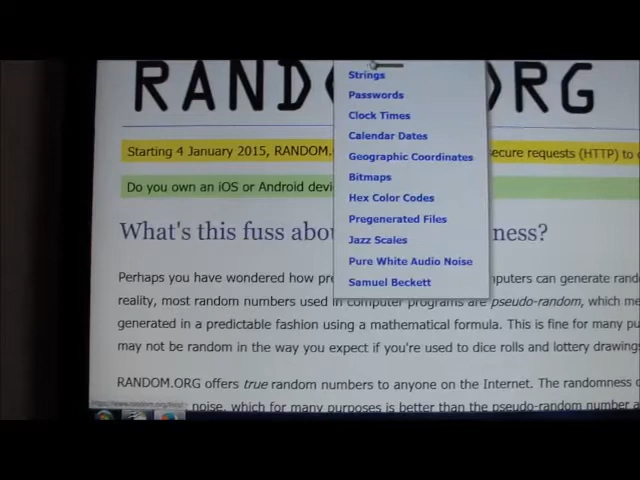 RAND
ORG
Strings
Passwords
Clock Times
Calendar Dates
Geographic Coordinates
Bitmaps
Hex Color Codes
Pregenerated Files
Jazz Scales
Pure White Audio Noise
Samuel Beckett
Starting 4 January 2015, RANDOM.
ecure requests (HTTP) to
Do you own an iOS or Android devi
What's this fuss abo
ness?
Perhaps you have wondered how pre
mputers can generate rand
reality, most random numbers used in computer programs are pseudo-random, which me
generated in a predictable fashion using a mathematical formula. This is fine for many pu
may not be random in the way you expect if you're used to dice rolls and lottery drawings
RANDOM.ORG offers true random numbers to anyone on the Internet. The randomness
noise, which for many purposes is better than the pseudo-random number a